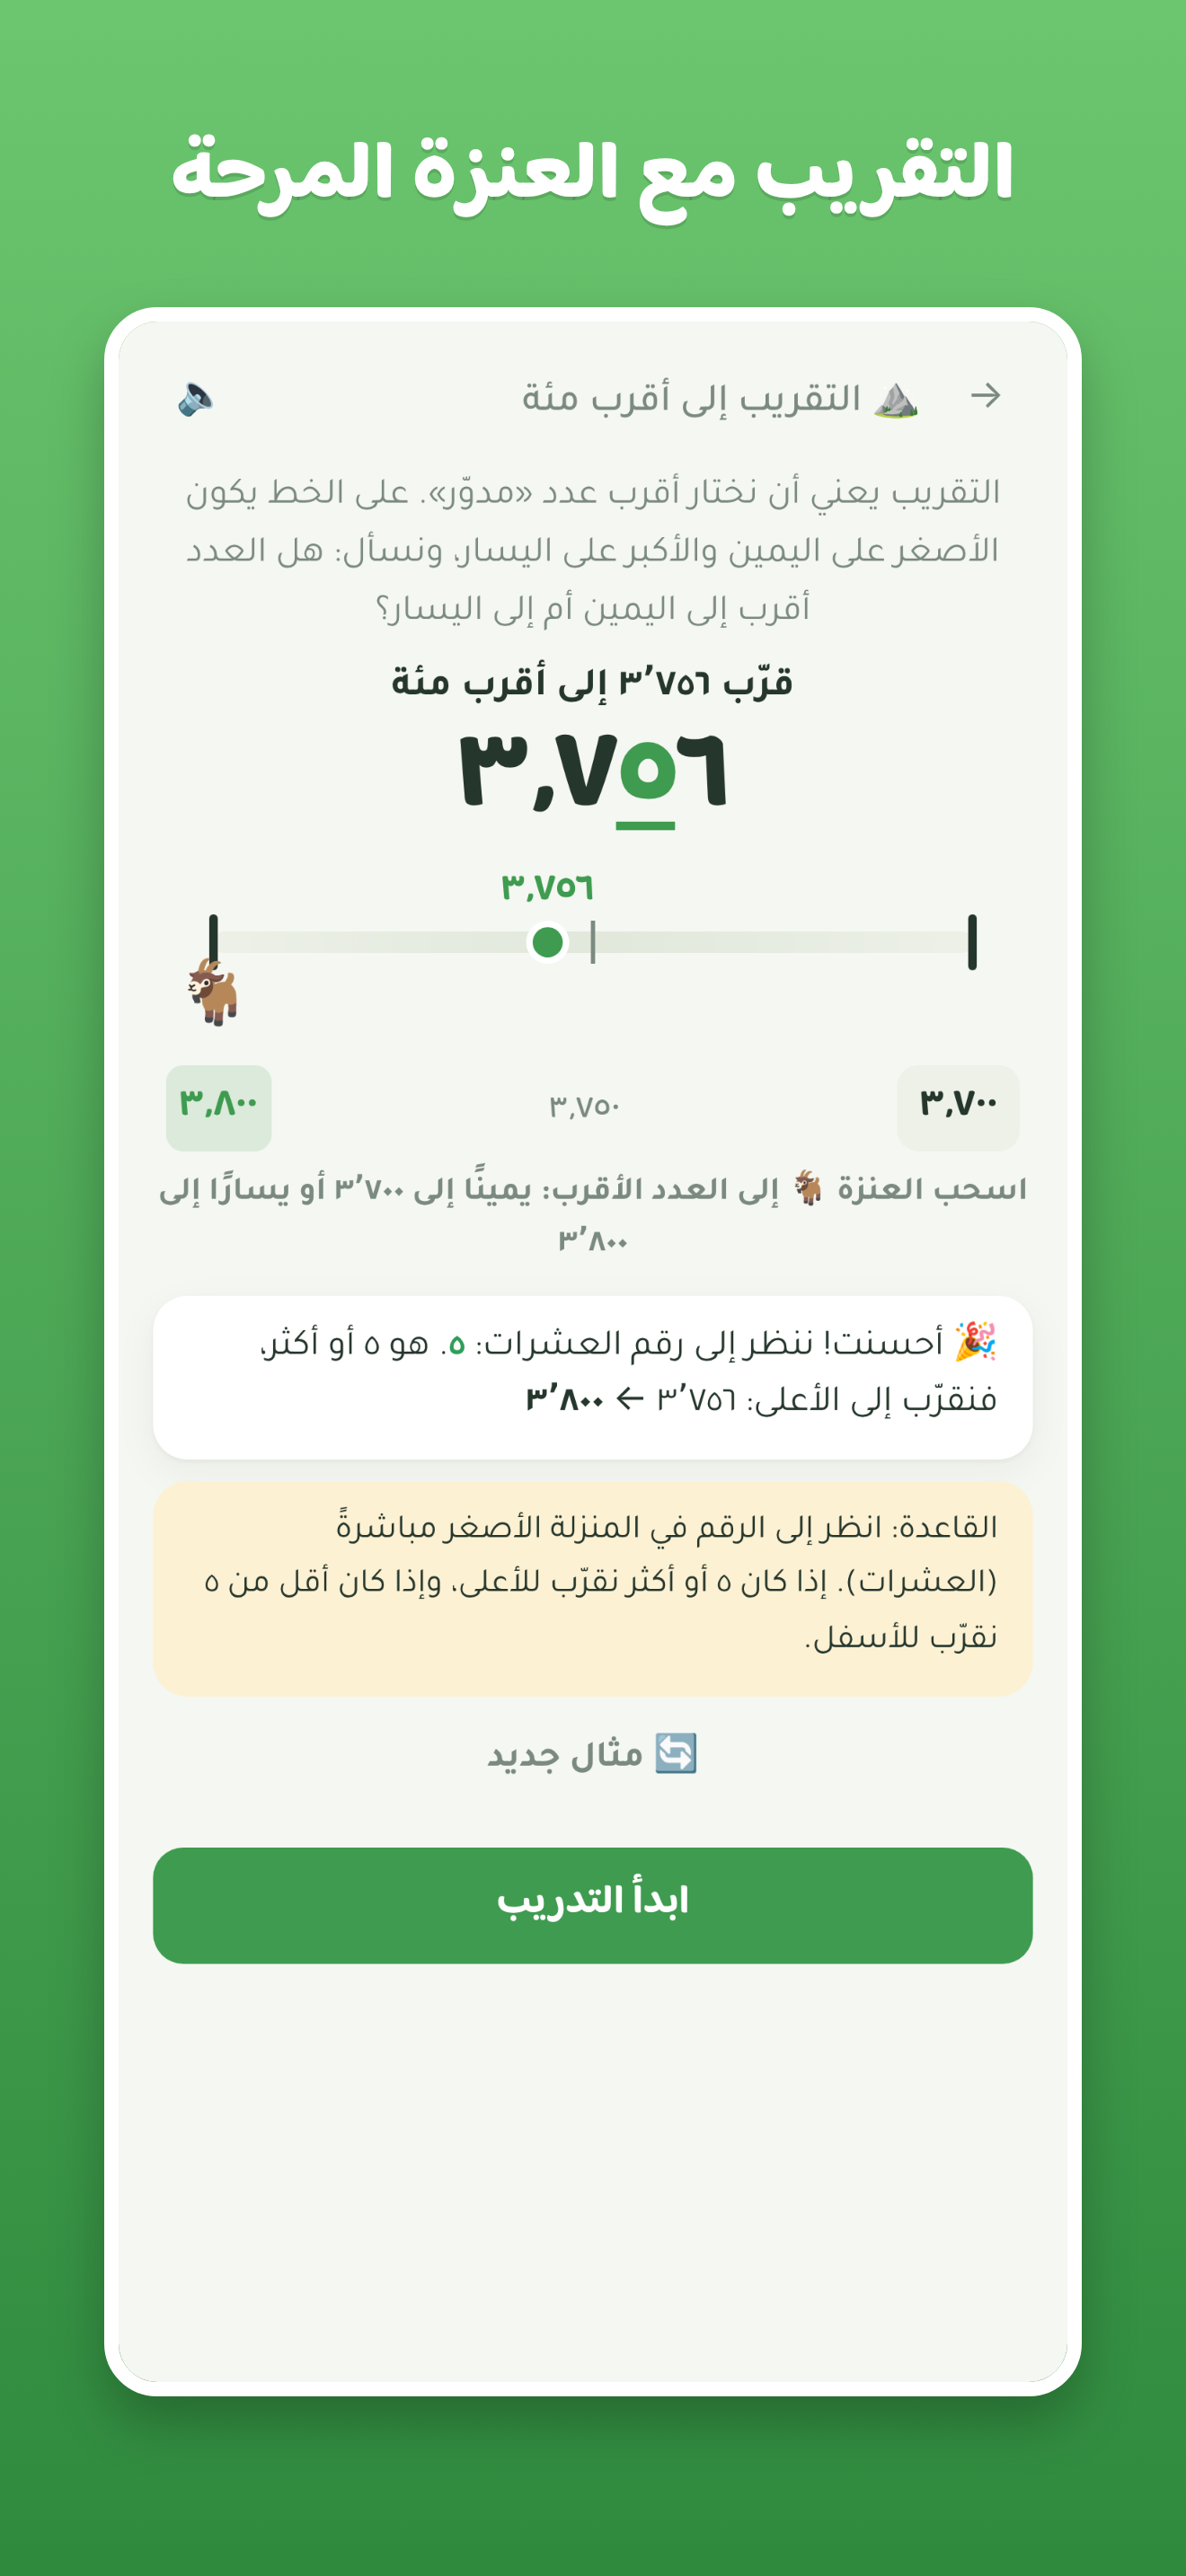 التقريب مع العنزة المرحة
→ ⛰️ التقريب إلى أقرب مئة 🔈
التقريب يعني أن نختار أقرب عدد «مدوّر». على الخط يكون
الأصغر على اليمين والأكبر على اليسار، ونسأل: هل العدد
أقرب إلى اليمين أم إلى اليسار؟
قرّب ٣٬٧٥٦ إلى أقرب مئة
٣,٧٥٦
٣,٧٥٦
٣,٧٠٠
٣,٧٥٠
٣,٨٠٠
اسحب العنزة 🐐 إلى العدد الأقرب: يمينًا إلى ٣٬٧٠٠ أو يسارًا إلى
٣٬٨٠٠
🎉 أحسنت! ننظر إلى رقم العشرات: ٥. هو ٥ أو أكثر،
فنقرّب إلى الأعلى: ٣٬٧٥٦ ← ٣٬٨٠٠
القاعدة: انظر إلى الرقم في المنزلة الأصغر مباشرةً
(العشرات). إذا كان ٥ أو أكثر نقرّب للأعلى، وإذا كان أقل من ٥
نقرّب للأسفل.
🔄 مثال جديد
ابدأ التدريب